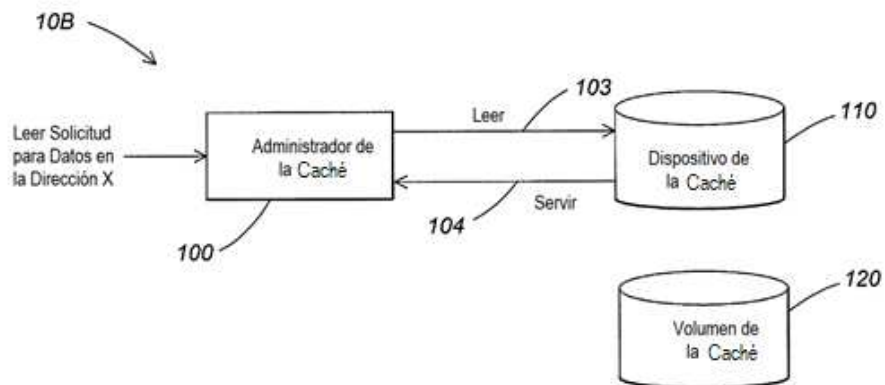 10B
103
Leer
110
Leer Solicitud
para Datos en
la Dirección X
Administrador de
la Caché
Dispositivo de
la Caché
104
Servir
100
120
Volumen de
la Caché